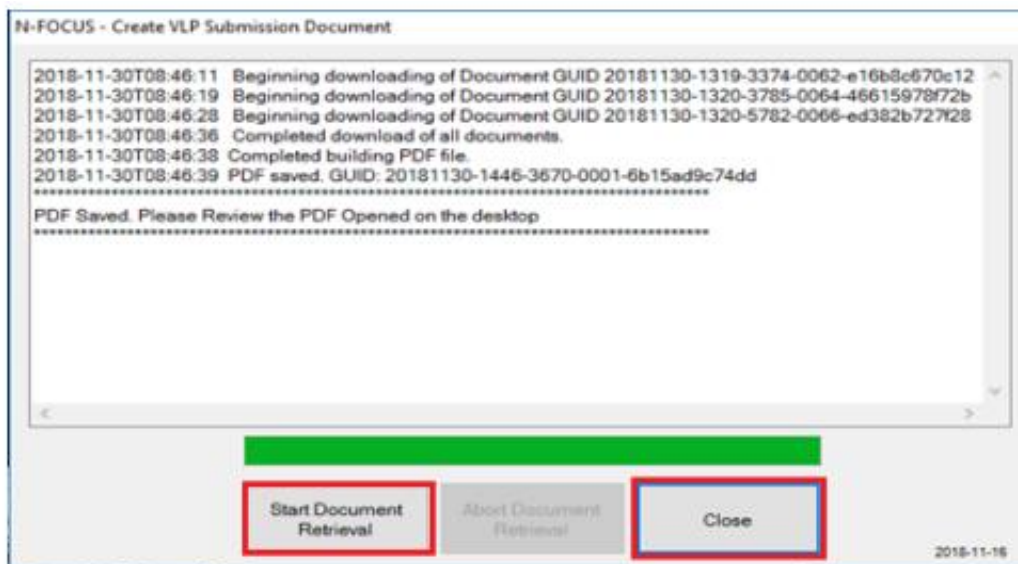 N-FOCUS - Create VLP Submission Document
2018-11-30T08:46:11 Beginning downloading of Document GUID 20181130-1319-3374-0062-e16b8c670c12
2018-11-30T08:46:19 Beginning downloading of Document GUID 20181130-1320-3785-0064-46615978f72b
2018-11-30T08:46:28 Beginning downloading of Document GUID 20181130-1320-5782-0066-ed382b727f28
2018-11-30T08:46:36 Completed download of all documents.
2018-11-30T08:46:38 Completed building PDF file.
2018-11-30T08:46:39 PDF saved. GUID: 20181130-1446-3670-0001-6b15ad9c74dd
PDF Saved. Please Review the PDF Opened on the desktop
Start Document
Retrieval
Abort Document
Retrieval
Close
2018-11-16